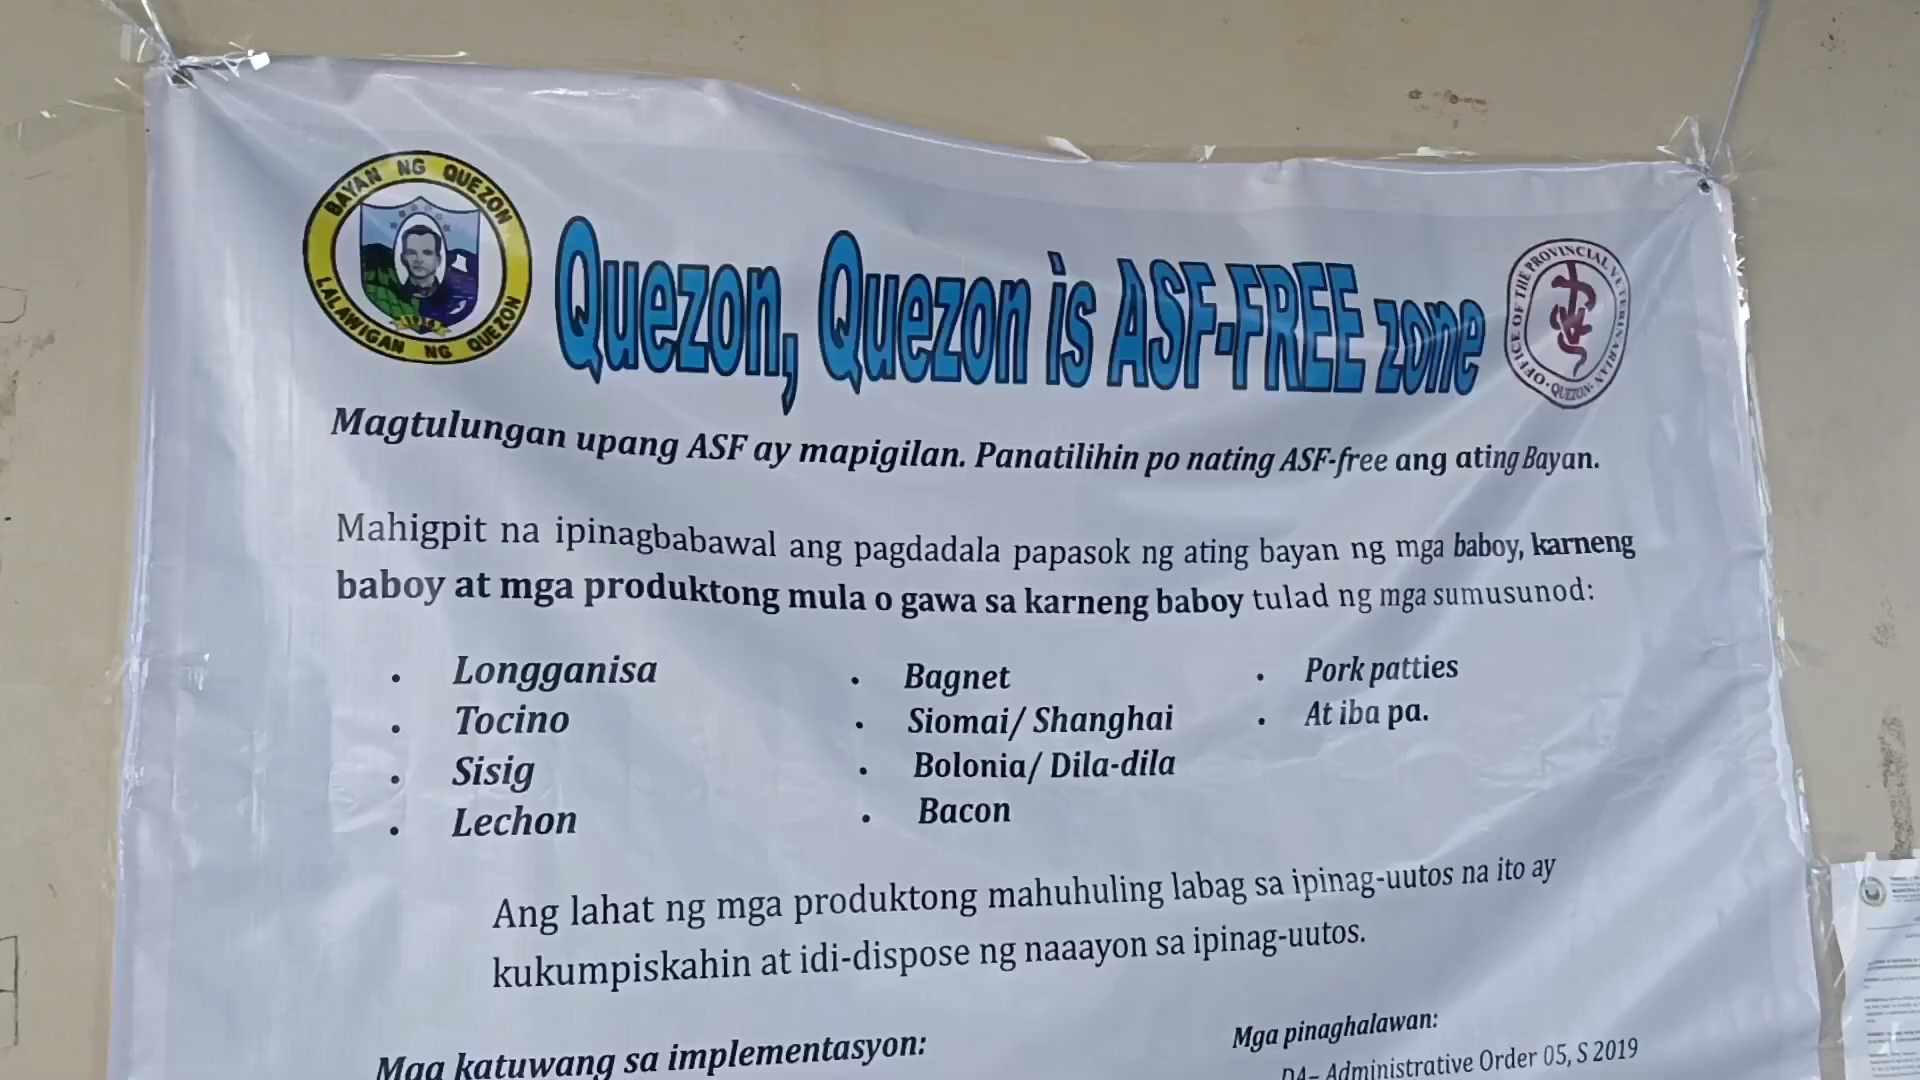 BAYAN NG QUEZON
LALAWIGAN NG QUEZON
Quezon, Quezon is ASF-FREE zone
OFFICE OF THE PROVINCIAL VETERINARIAN
QUEZON
Magtulungan upang ASF ay mapigilan. Panatilihin po nating ASF-free ang ating Bayan.
Mahigpit na ipinagbabawal ang pagdadala papasok ng ating bayan ng mga baboy, karneng
baboy at mga produktong mula o gawa sa karneng baboy tulad ng mga sumusunod:
• Longganisa
• Tocino
• Sisig
• Lechon
• Bagnet
• Siomai/ Shanghai
• Bolonia/ Dila-dila
• Bacon
• Pork patties
• At iba pa.
Ang lahat ng mga produktong mahuhuling labag sa ipinag-uutos na ito ay
kukumpiskahin at idi-dispose ng naaayon sa ipinag-uutos.
Mga katuwang sa implementasyon:
Mga pinaghalawan:
DA– Administrative Order 05, S 2019